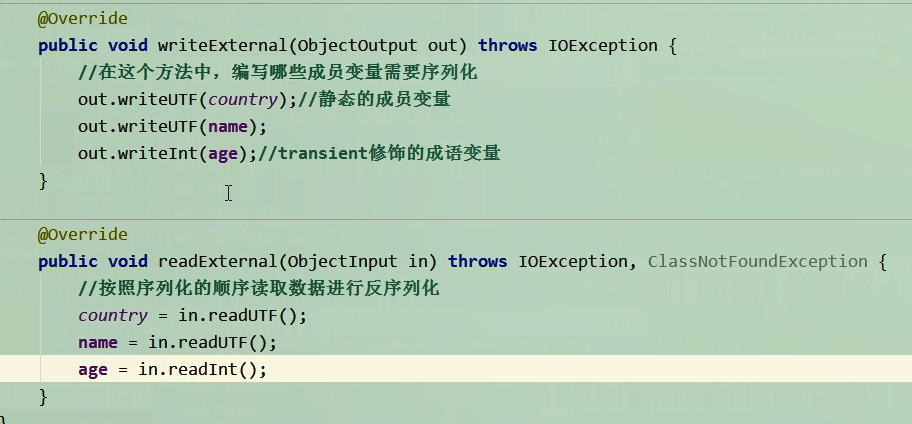 @Override
public void writeExternal(ObjectOutput out) throws IOException {
//在这个方法中，编写哪些成员变量需要序列化
out.writeUTF(country);//静态的成员变量
out.writeUTF(name);
out.writeInt(age);//transient修饰的成语变量
}
@Override
public void readExternal(ObjectInput in) throws IOException, ClassNotFoundException {
//按照序列化的顺序读取数据进行反序列化
country = in.readUTF();
name = in.readUTF();
age = in.readInt();
}
}